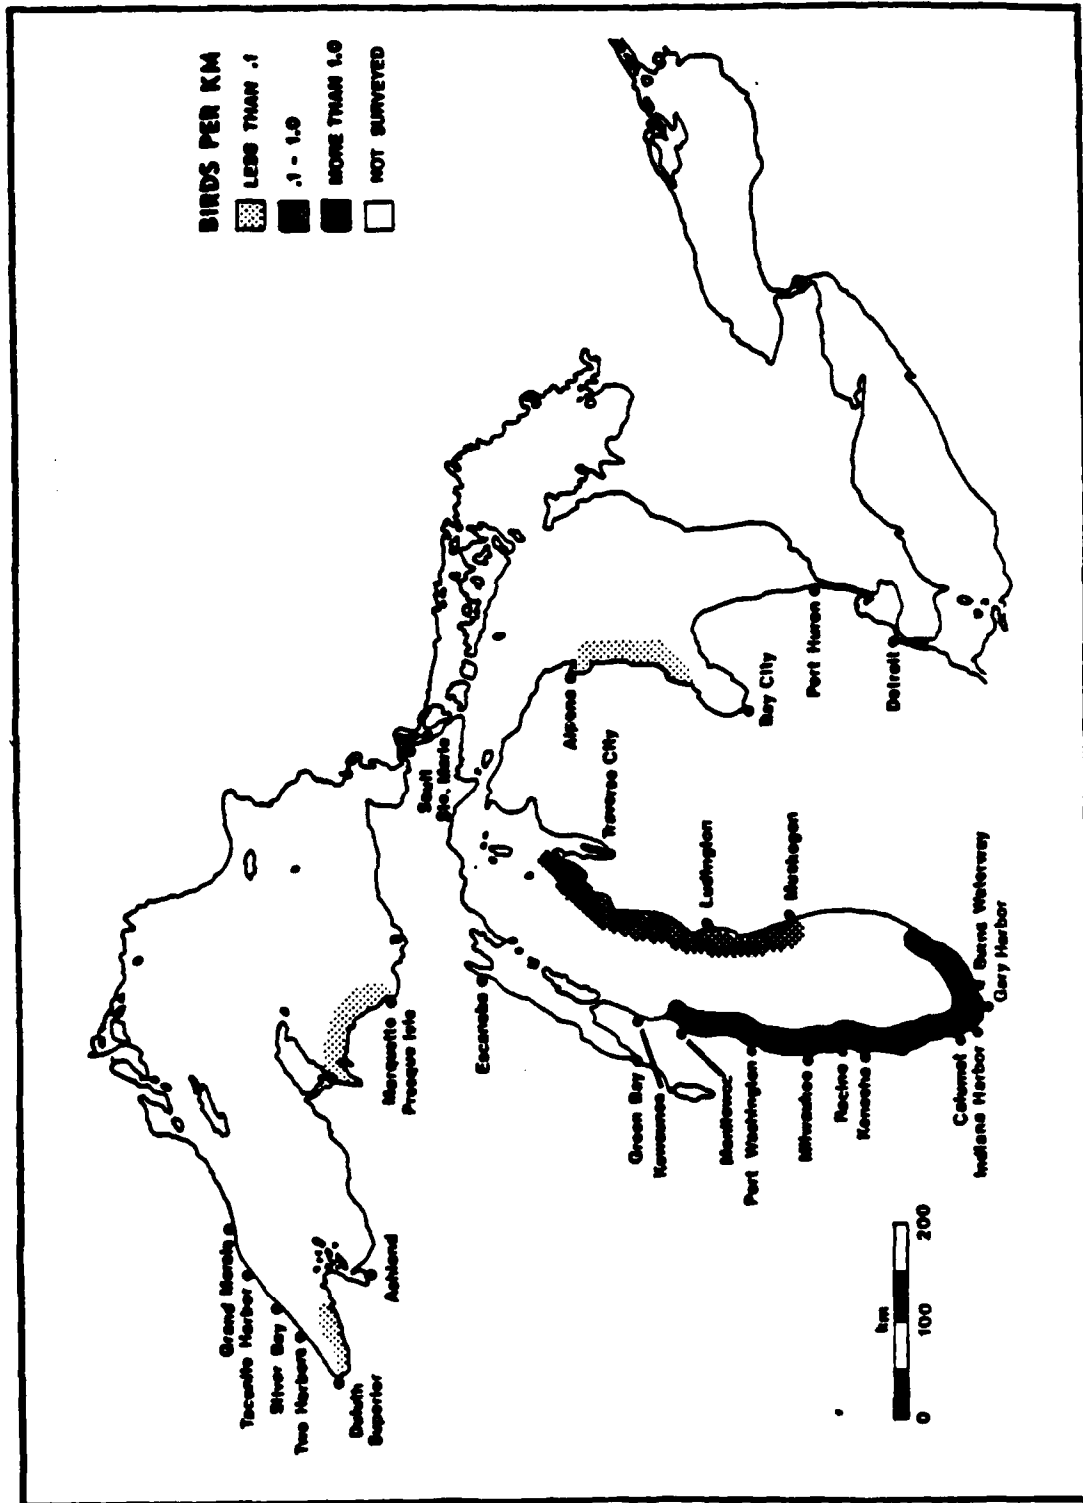 BIRDS PER KM
LESS THAN .1
.1 - 1.0
MORE THAN 1.0
NOT SURVEYED
Grand Marais
Taconite Harbor
Silver Bay
Two Harbors
Duluth
Superior
Ashland
Marquette
Presque Isle
Sault
Ste. Marie
Escanaba
Green Bay
Kewaunee
Manitowoc
Port Washington
Milwaukee
Racine
Kenosha
Calumet
Indiana Harbor
Gary Harbor
Burns Waterway
Muskegon
Ludington
Traverse City
Alpena
Bay City
Port Huron
Detroit
km
0 100 200